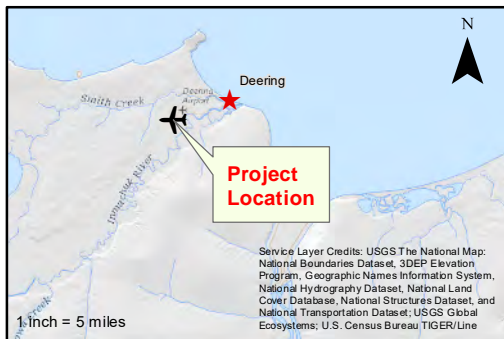 N
Deering
Deering
Airport
Smith Creek
Inmachuk River
Project
Location
Service Layer Credits: USGS The National Map:
National Boundaries Dataset, 3DEP Elevation
Program, Geographic Names Information System,
National Hydrography Dataset, National Land
Cover Database, National Structures Dataset, and
National Transportation Dataset; USGS Global
Ecosystems; U.S. Census Bureau TIGER/Line
1 inch = 5 miles